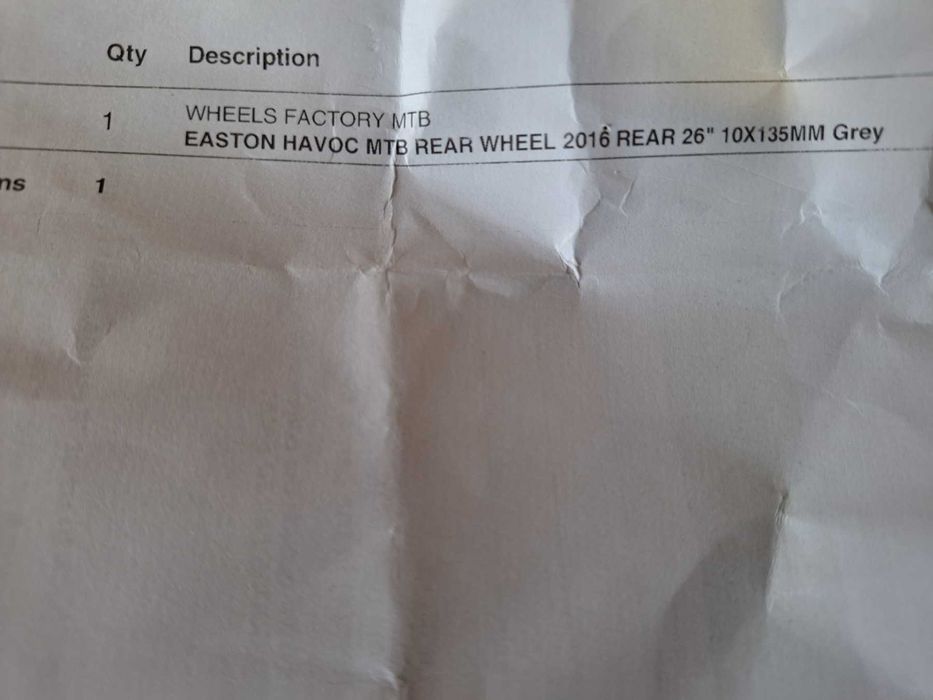 Qty Description
1 WHEELS FACTORY MTB
EASTON HAVOC MTB REAR WHEEL 2016 REAR 26" 10X135MM Grey
ns 1